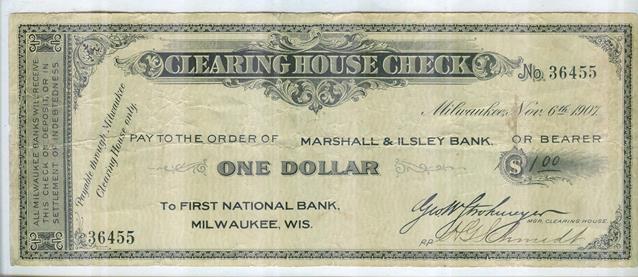 CLEARING HOUSE CHECK
No. 36455
Milwaukee, Nov. 6th 1907.
ALL MILWAUKEE BANKS WILL RECEIVE
THIS CHECK ON DEPOSIT, OR IN
SETTLEMENT OF INDEBTEDNESS.
Payable through Milwaukee
Clearing House only.
PAY TO THE ORDER OF MARSHALL & ILSLEY BANK. OR BEARER
ONE DOLLAR $1.00
TO FIRST NATIONAL BANK,
MILWAUKEE, WIS.
Geo W Strohmeyer
MGR. CLEARING HOUSE.
P.P.
36455